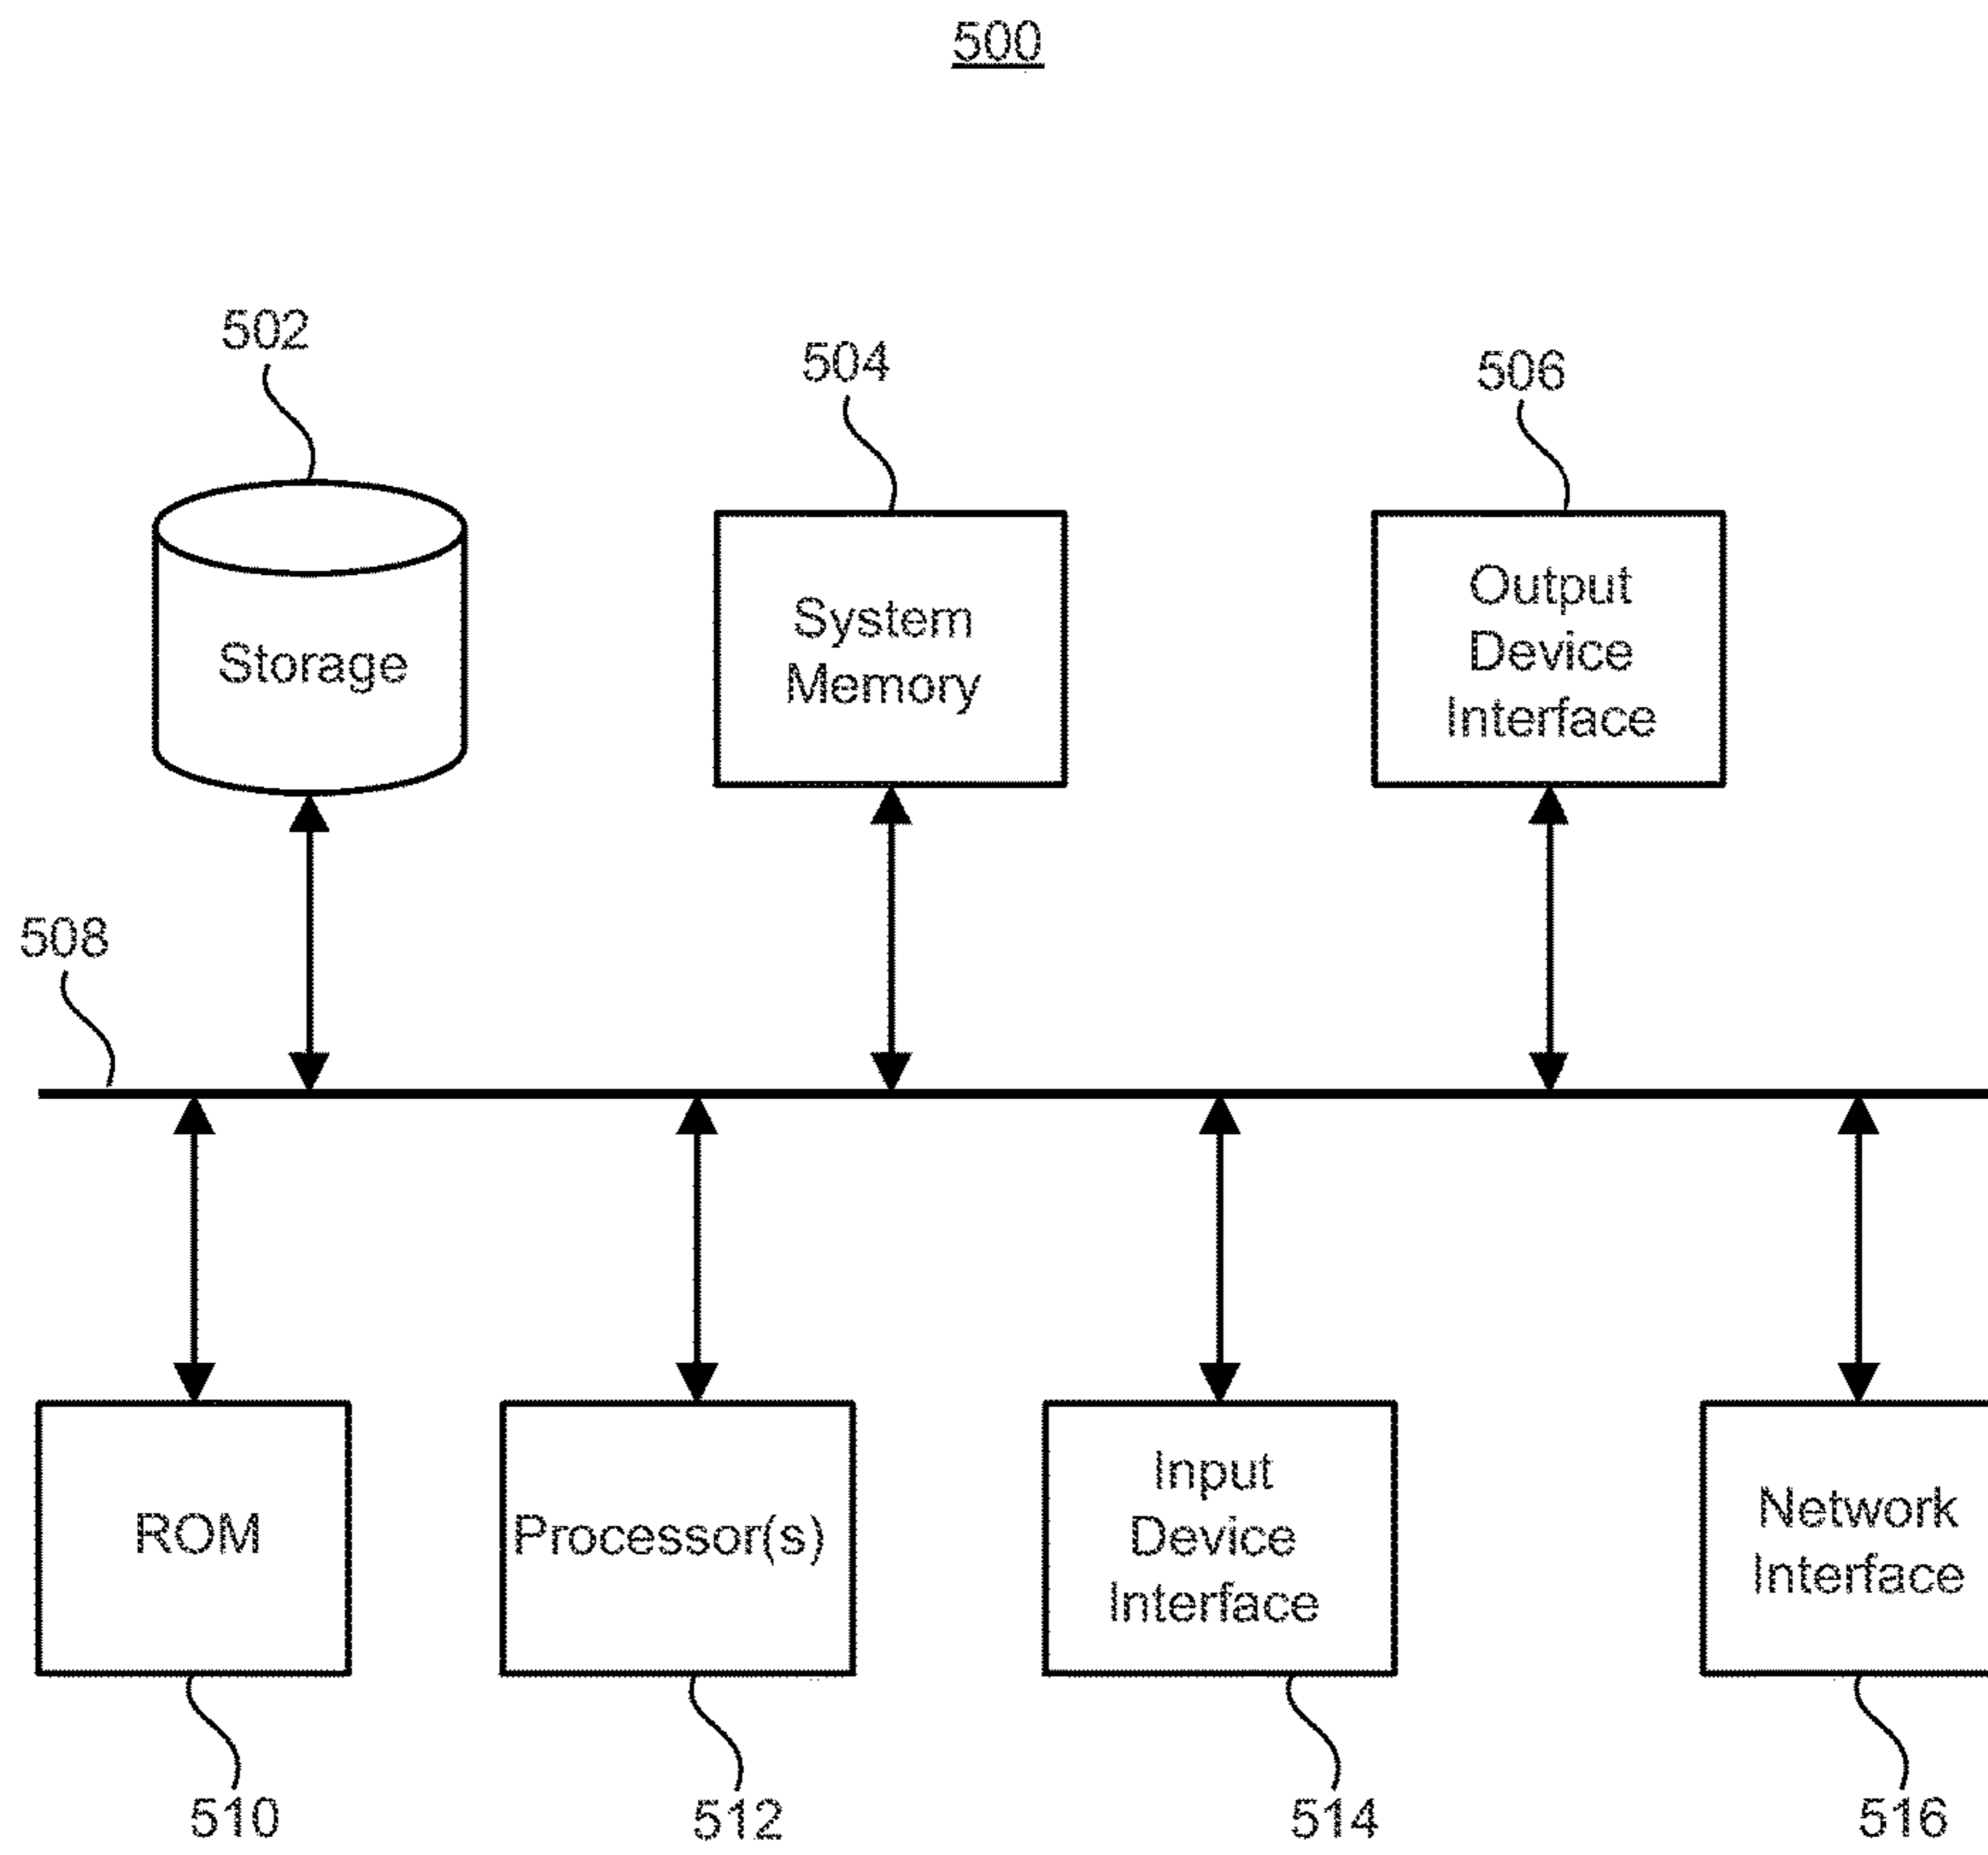 500
502
504
506
Storage
System
Memory
Output
Device
Interface
508
ROM
Processor(s)
Input
Device
Interface
Network
Interface
510
512
514
516